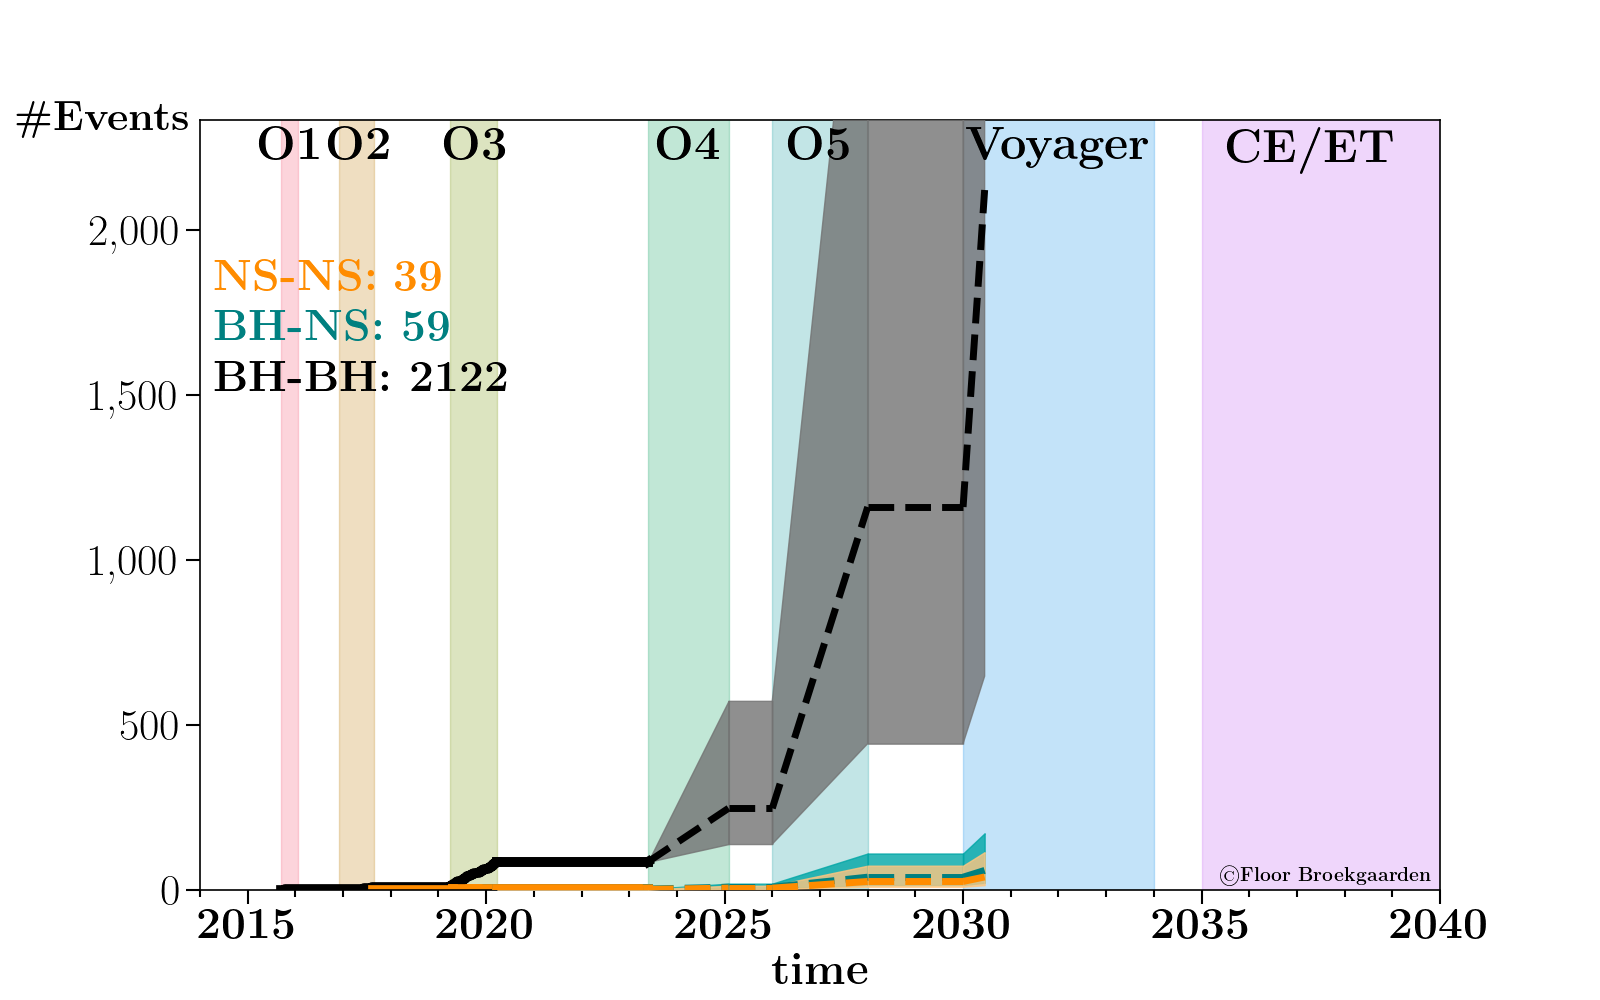 #Events
O1 O2 O3 O4 O5 Voyager CE/ET
2,000
NS-NS: 39
BH-NS: 59
BH-BH: 2122
1,500
1,000
500
0
©Floor Broekgaarden
2015 2020 2025 2030 2035 2040
time